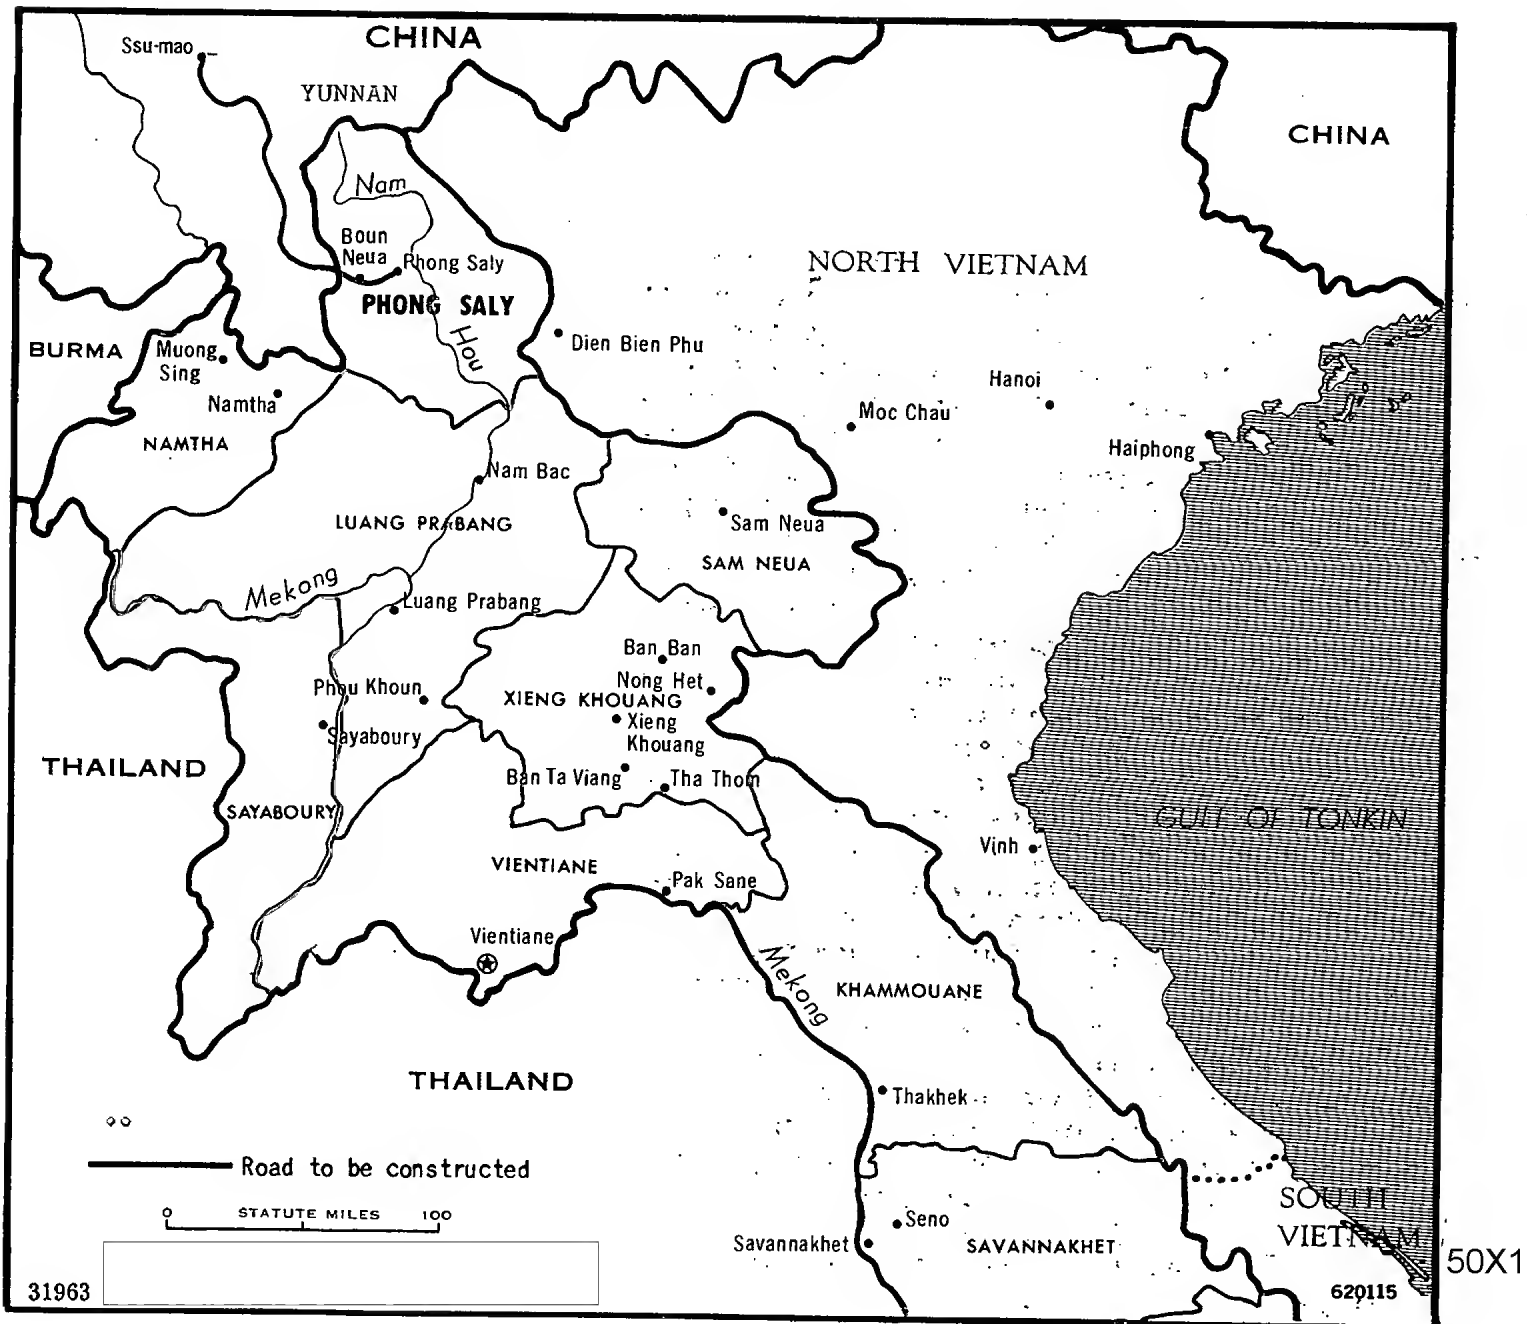 CHINA
Ssu-mao
YUNNAN
CHINA
Nam
Boun
Neua
Phong Saly
NORTH VIETNAM
PHONG SALY
Hou
BURMA
Muong
Sing
Dien Bien Phu
Hanoi
Namtha
Moc Chau
NAMTHA
Haiphong
Nam Bac
LUANG PRABANG
Sam Neua
SAM NEUA
Mekong
Luang Prabang
Ban Ban
Nong Het
Phou Khoun
XIENG KHOUANG
Xieng
Khouang
Sayaboury
THAILAND
Ban Ta Viang
Tha Thom
SAYABOURY
GULF OF TONKIN
Vinh
VIENTIANE
Pak Sane
Vientiane
Mekong
KHAMMOUANE
THAILAND
Thakhek
Road to be constructed
SOUTH
VIETNAM
0 STATUTE MILES 100
Seno
Savannakhet
SAVANNAKHET
50X1
31963
620115